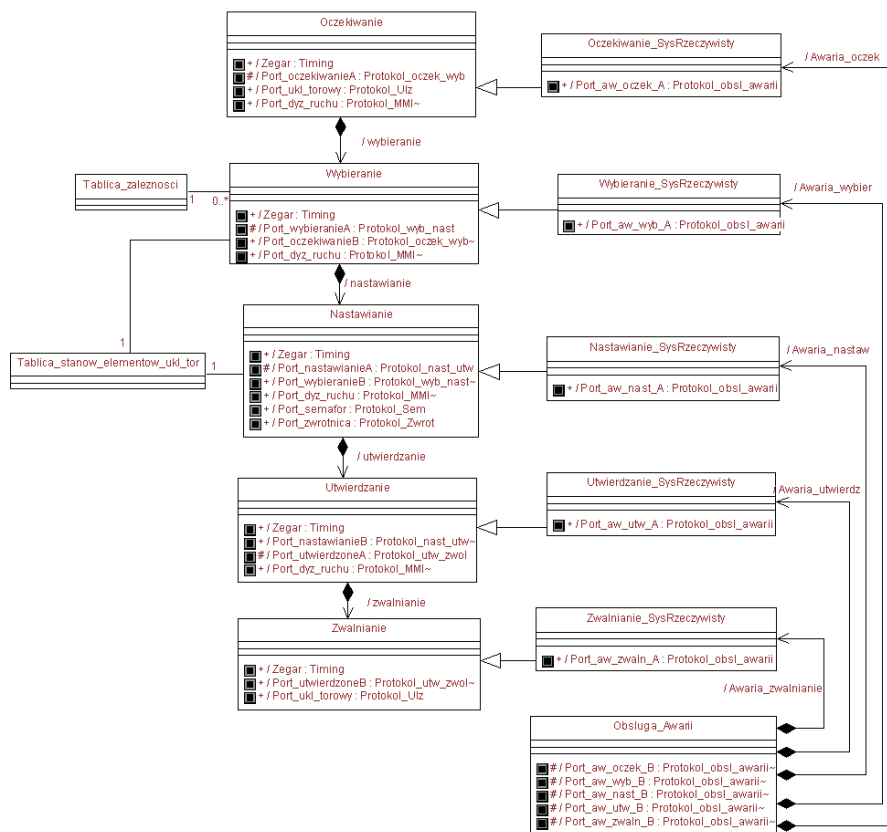 Oczekiwanie
+ / Zegar : Timing
# / Port_oczekiwanieA : Protokol_oczek_wyb
+ / Port_ukl_torowy : Protokol_Ulz
+ / Port_dyz_ruchu : Protokol_MMI~
Oczekiwanie_SysRzeczywisty
+ / Port_aw_oczek_A : Protokol_obsl_awarii
/ Awaria_oczek
/ wybieranie
Tablica_zaleznosci
1
0..*
Wybieranie
+ / Zegar : Timing
# / Port_wybieranieA : Protokol_wyb_nast
+ / Port_oczekiwanieB : Protokol_oczek_wyb~
+ / Port_dyz_ruchu : Protokol_MMI~
Wybieranie_SysRzeczywisty
+ / Port_aw_wyb_A : Protokol_obsl_awarii
/ Awaria_wybier
/ nastawianie
1
Tablica_stanow_elementow_ukl_tor
1
Nastawianie
+ / Zegar : Timing
# / Port_nastawianieA : Protokol_nast_utw
+ / Port_wybieranieB : Protokol_wyb_nast~
+ / Port_dyz_ruchu : Protokol_MMI~
+ / Port_semafor : Protokol_Sem
+ / Port_zwrotnica : Protokol_Zwrot
Nastawianie_SysRzeczywisty
+ / Port_aw_nast_A : Protokol_obsl_awarii
/ Awaria_nastaw
/ utwierdzanie
Utwierdzanie
+ / Zegar : Timing
+ / Port_nastawianieB : Protokol_nast_utw~
# / Port_utwierdzoneA : Protokol_utw_zwol
+ / Port_dyz_ruchu : Protokol_MMI~
Utwierdzanie_SysRzeczywisty
+ / Port_aw_utw_A : Protokol_obsl_awarii
/ Awaria_utwierdz
/ zwalnianie
Zwalnianie
+ / Zegar : Timing
+ / Port_utwierdzoneB : Protokol_utw_zwol~
+ / Port_ukl_torowy : Protokol_Ulz
Zwalnianie_SysRzeczywisty
+ / Port_aw_zwaln_A : Protokol_obsl_awarii
/ Awaria_zwalnianie
Obsluga_Awarii
# / Port_aw_oczek_B : Protokol_obsl_awarii~
# / Port_aw_wyb_B : Protokol_obsl_awarii~
# / Port_aw_nast_B : Protokol_obsl_awarii~
# / Port_aw_utw_B : Protokol_obsl_awarii~
# / Port_aw_zwaln_B : Protokol_obsl_awarii~